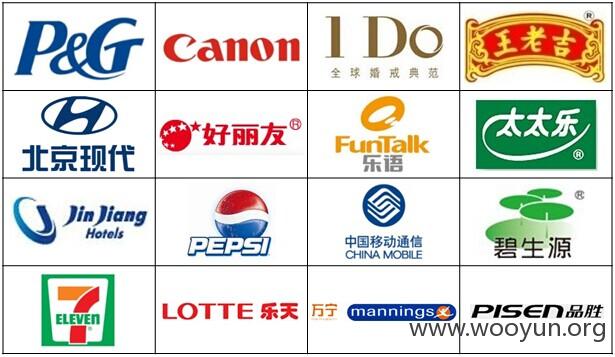 P&G
Canon
I Do
全球婚戒典范
王老吉
®
北京现代
好丽友®
FunTalk
乐语
太太乐
®
JinJiang
Hotels
PEPSI
中国移动通信
CHINA MOBILE
碧生源
®
7
ELEVEN
LOTTE 乐天
万宁 mannings
PISEN品胜
www.wooyun.org